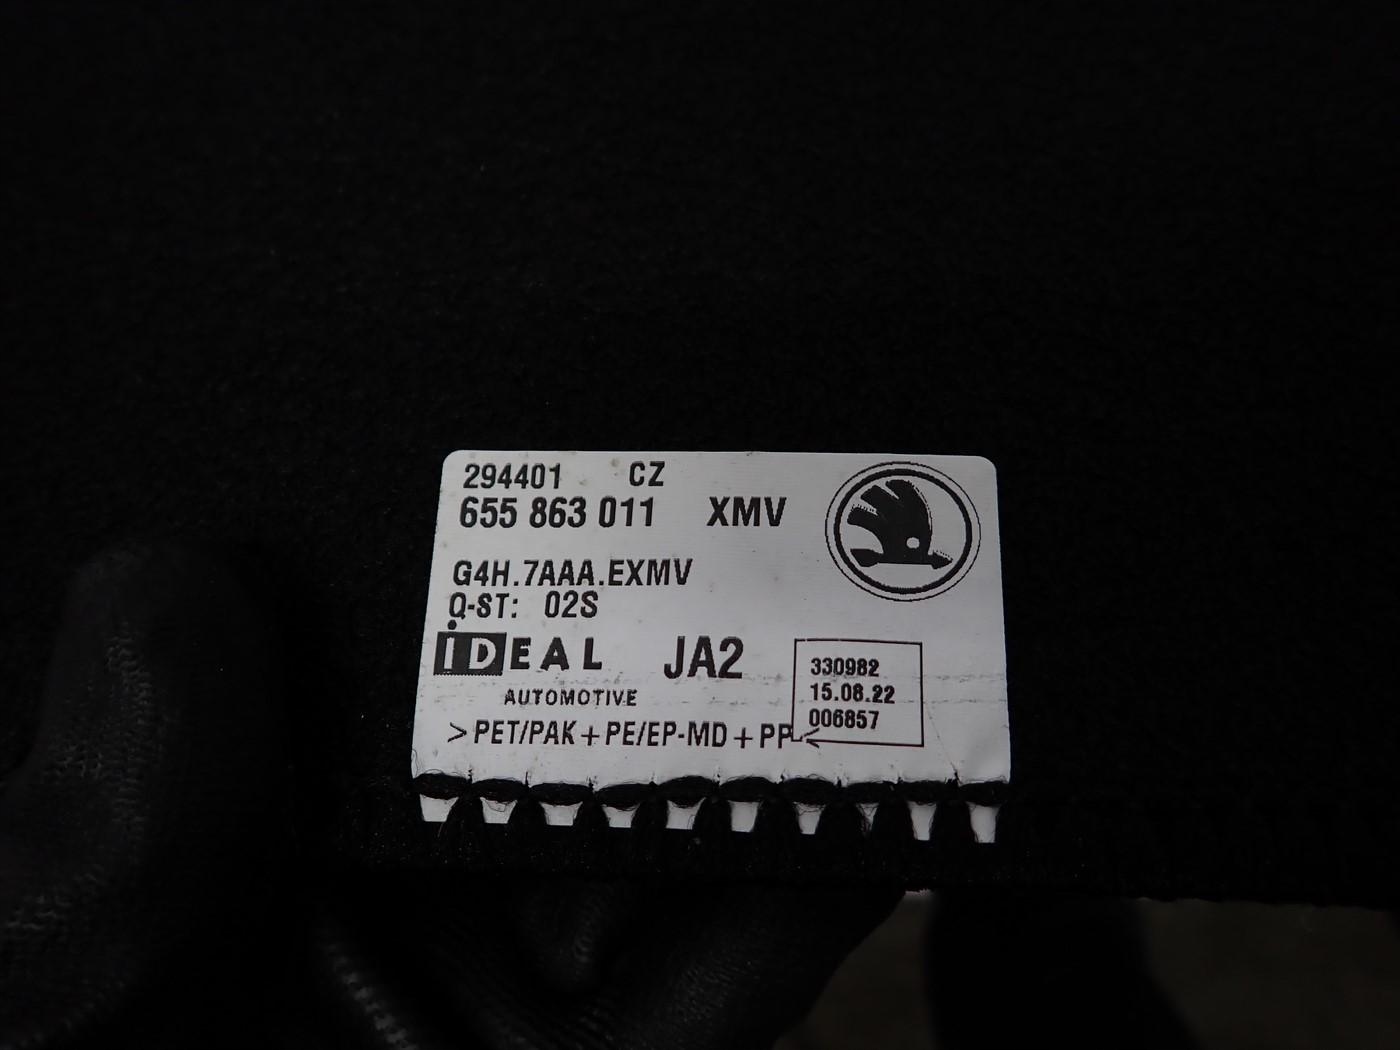 294401 CZ
655 863 011 XMV
G4H.7AAA.EXMV
Q-ST: 02S
iDEAL JA2
AUTOMOTIVE
330982
15.08.22
006857
>PET/PAK+PE/EP-MD+PP<